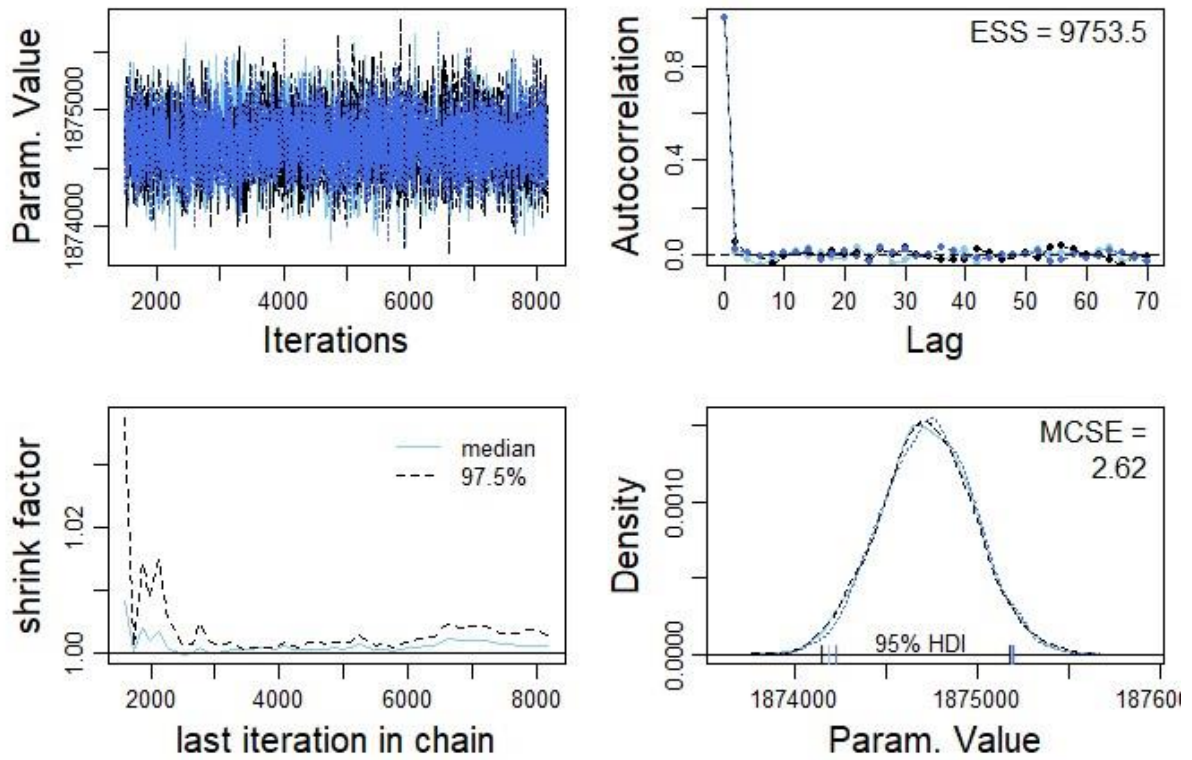 Param. Value
1875000
1874000
2000 4000 6000 8000
Iterations
Autocorrelation
0.8
0.4
0.0
ESS = 9753.5
0 10 20 30 40 50 60 70
Lag
shrink factor
1.02
1.00
median
97.5%
2000 4000 6000 8000
last iteration in chain
Density
0.0010
0.0000
MCSE =
2.62
95% HDI
1874000 1875000 187600
Param. Value